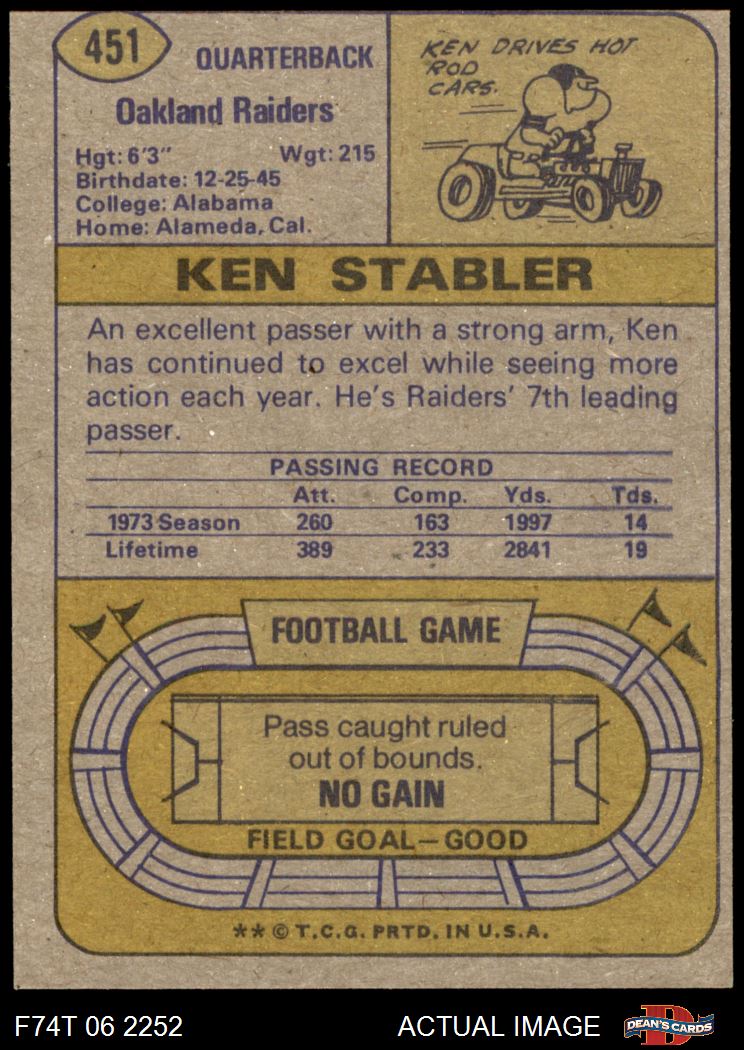 451
QUARTERBACK
Oakland Raiders
Hgt: 6'3" Wgt: 215
Birthdate: 12-25-45
College: Alabama
Home: Alameda, Cal.
KEN DRIVES HOT
ROD
CARS.
KEN STABLER
An excellent passer with a strong arm, Ken
has continued to excel while seeing more
action each year. He's Raiders' 7th leading
passer.
PASSING RECORD
Att. Comp. Yds. Tds.
1973 Season 260 163 1997 14
Lifetime 389 233 2841 19
FOOTBALL GAME
Pass caught ruled
out of bounds.
NO GAIN
FIELD GOAL—GOOD
** © T.C.G. PRTD. IN U.S.A.
F74T 06 2252 ACTUAL IMAGE
D
DEAN'S CARDS